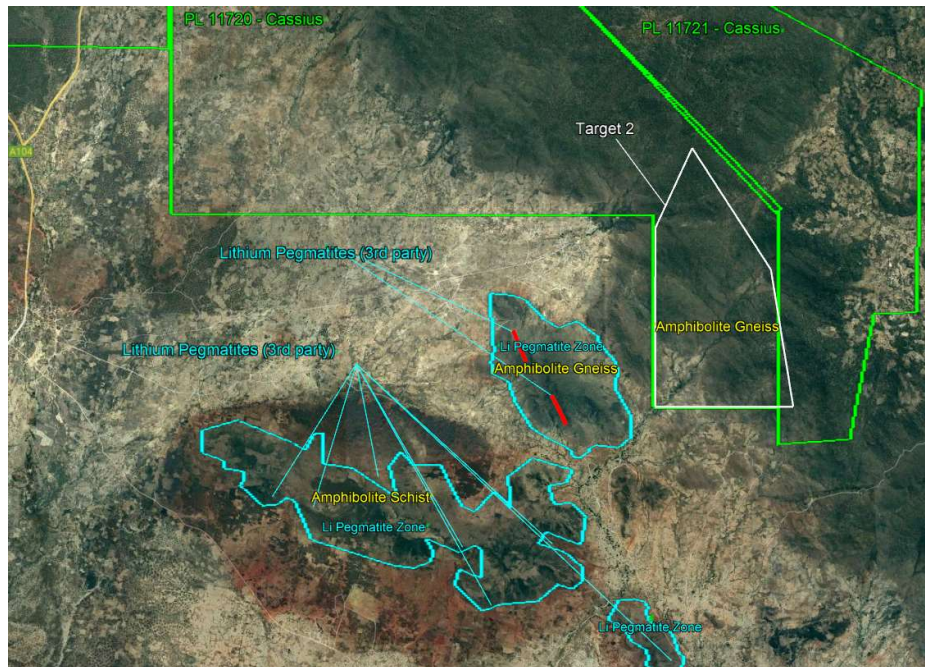 PL 11720 - Cassius
PL 11721 - Cassius
Target 2
A104
Lithium Pegmatites (3rd party)
Amphibolite Gneiss
Lithium Pegmatites (3rd party)
Li Pegmatite Zone
Amphibolite Gneiss
Amphibolite Schist
Li Pegmatite Zone
Li Pegmatite Zone